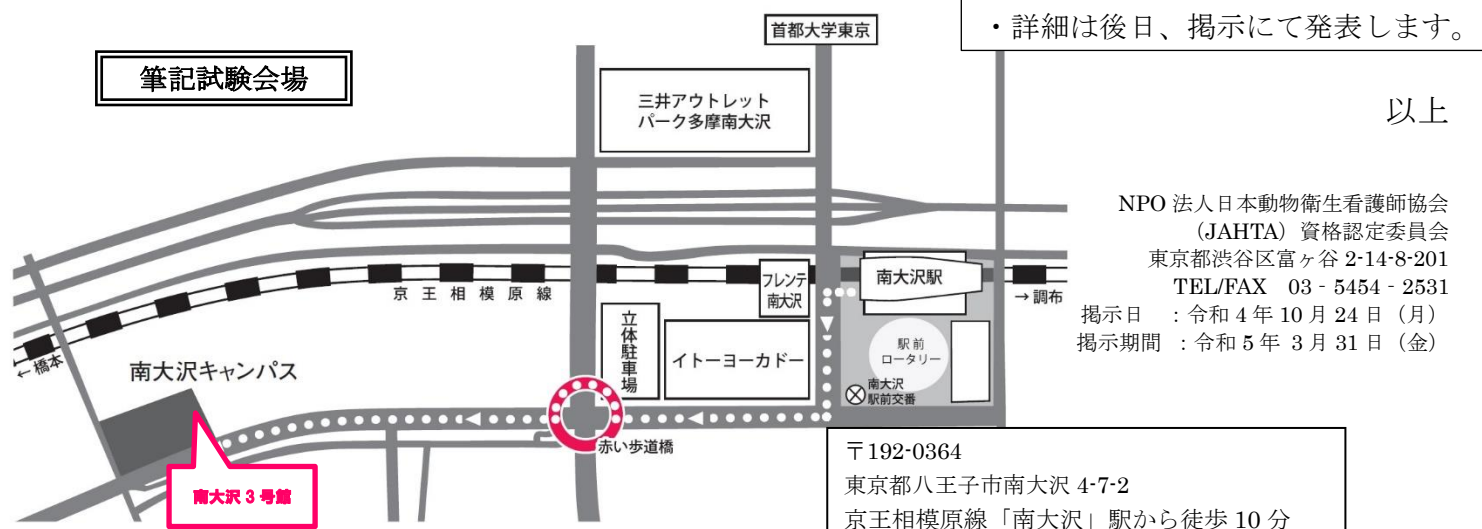 首都大学東京
・詳細は後日、掲示にて発表します。
筆記試験会場
三井アウトレット
パーク多摩南大沢
以上
NPO 法人日本動物衛生看護師協会
（JAHTA）資格認定委員会
東京都渋谷区富ヶ谷 2-14-8-201
TEL/FAX　03 - 5454 - 2531
掲示日　：令和 4 年 10 月 24 日（月）
掲示期間　：令和 5 年 3 月 31 日（金）
フレンテ
南大沢
南大沢駅
京王相模原線
→調布
立体駐車場
イトーヨーカドー
駅前
ロータリー
←橋本
南大沢キャンパス
南大沢
駅前交番
赤い歩道橋
南大沢 3 号館
〒192-0364
東京都八王子市南大沢 4-7-2
京王相模原線「南大沢」駅から徒歩 10 分